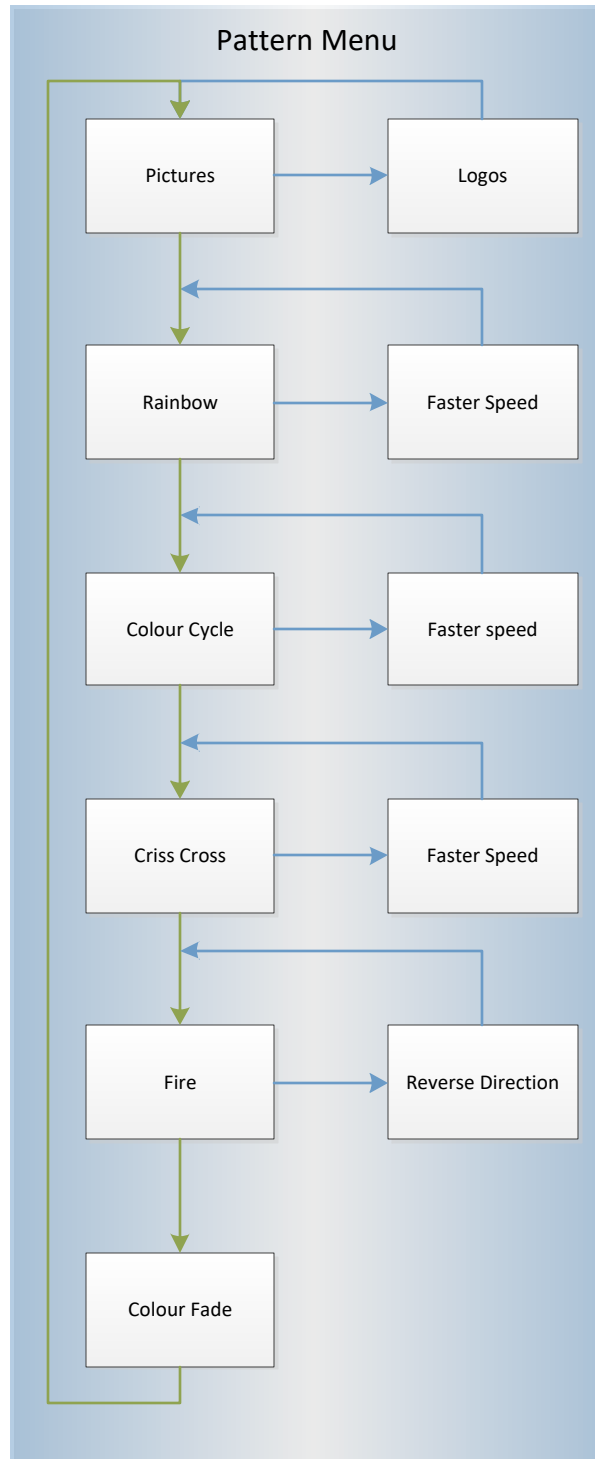 Pattern Menu
Pictures
Logos
Rainbow
Faster Speed
Colour Cycle
Faster speed
Criss Cross
Faster Speed
Fire
Reverse Direction
Colour Fade